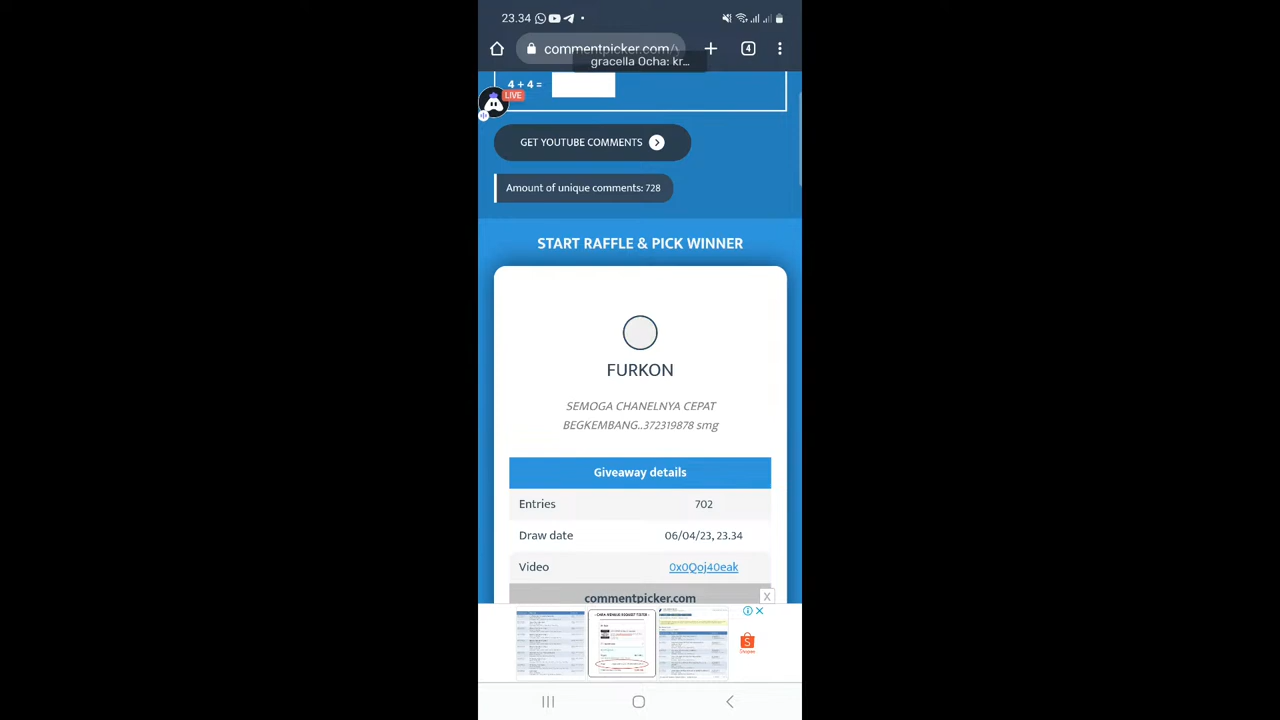 23.34
commentpicker.com/y
4
gracella Ocha: kr...
4 + 4 =
LIVE
GET YOUTUBE COMMENTS
Amount of unique comments: 728
START RAFFLE & PICK WINNER
FURKON
SEMOGA CHANELNYA CEPAT
BEGKEMBANG..372319878 smg
Giveaway details
Entries 702
Draw date 06/04/23, 23.34
Video 0x0Qoj40eak
commentpicker.com
Shopee